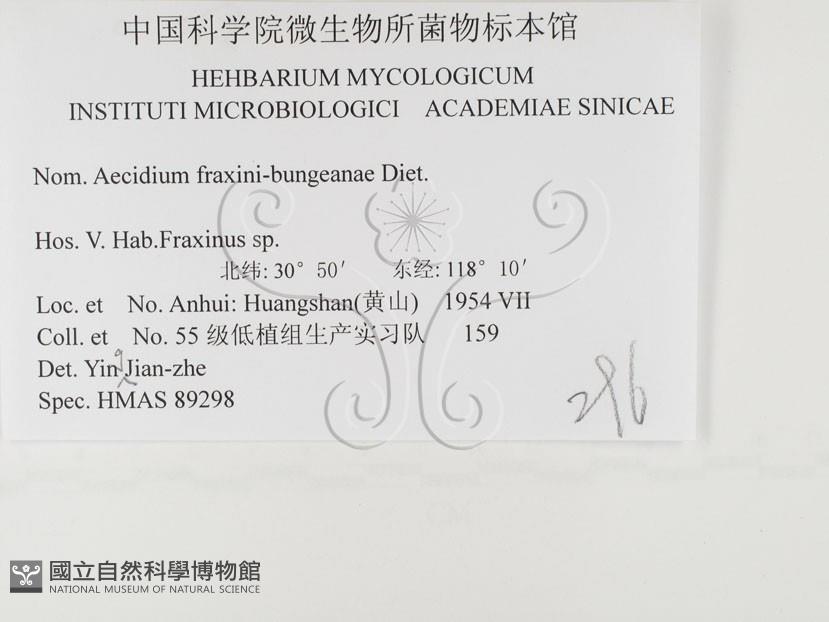 中国科学院微生物所菌物标本馆
HEHBARIUM MYCOLOGICUM
INSTITUTI MICROBIOLOGICI ACADEMIAE SINICAE
Nom. Aecidium fraxini-bungeanae Diet.
Hos. V. Hab.Fraxinus sp.
北纬: 30° 50′ 东经: 118° 10′
Loc. et No. Anhui: Huangshan(黄山) 1954 VII
Coll. et No. 55 级低植组生产实习队 159
g
Det. Yin Jian-zhe
Spec. HMAS 89298
296
國立自然科學博物館
NATIONAL MUSEUM OF NATURAL SCIENCE